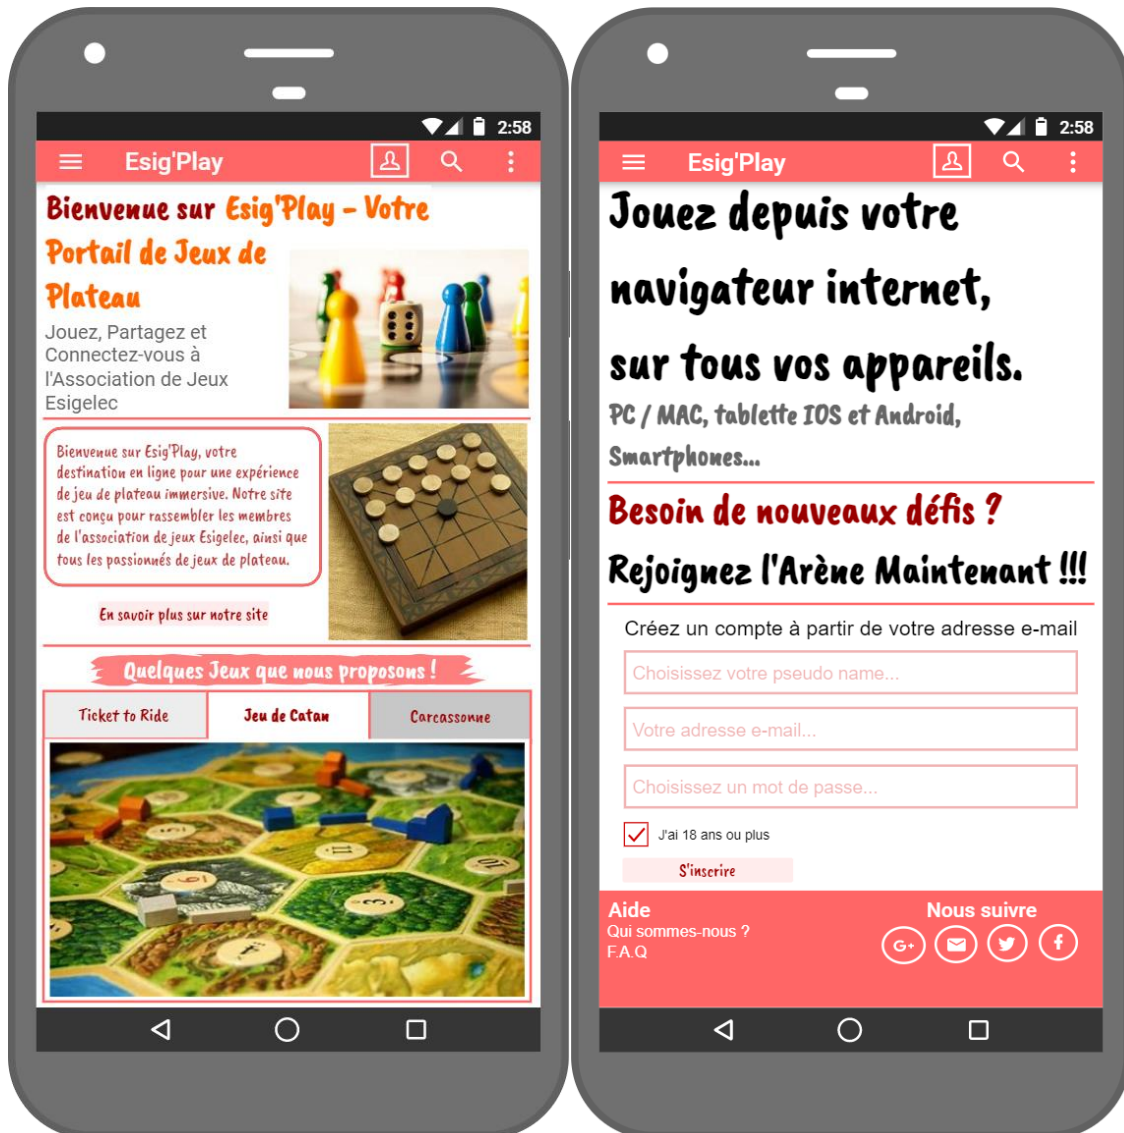 2:58
Esig'Play
Bienvenue sur Esig'Play - Votre
Portail de Jeux de
Plateau
Jouez, Partagez et
Connectez-vous à
l'Association de Jeux
Esigelec
Bienvenue sur Esig'Play, votre
destination en ligne pour une expérience
de jeu de plateau immersive. Notre site
est conçu pour rassembler les membres
de l'association de jeux Esigelec, ainsi que
tous les passionnés de jeux de plateau.
En savoir plus sur notre site
Quelques Jeux que nous proposons !
Ticket to Ride
Jeu de Catan
Carcassonne
11
10
6
3
2:58
Esig'Play
Jouez depuis votre
navigateur internet,
sur tous vos appareils.
PC / MAC, tablette IOS et Android,
Smartphones...
Besoin de nouveaux défis ?
Rejoignez l'Arène Maintenant !!!
Créez un compte à partir de votre adresse e-mail
Choisissez votre pseudo name...
Votre adresse e-mail...
Choisissez un mot de passe...
J'ai 18 ans ou plus
S'inscrire
Aide
Qui sommes-nous ?
F.A.Q
Nous suivre
G+